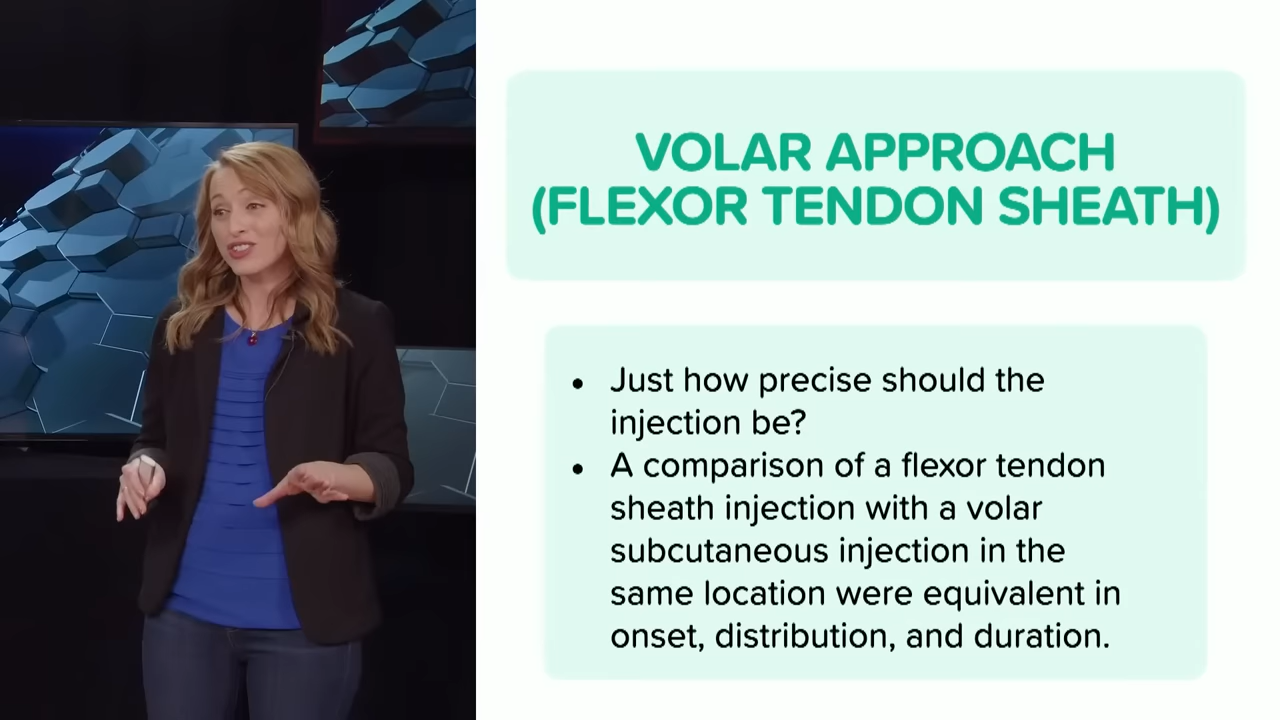 VOLAR APPROACH
(FLEXOR TENDON SHEATH)
• Just how precise should the
injection be?
• A comparison of a flexor tendon
sheath injection with a volar
subcutaneous injection in the
same location were equivalent in
onset, distribution, and duration.